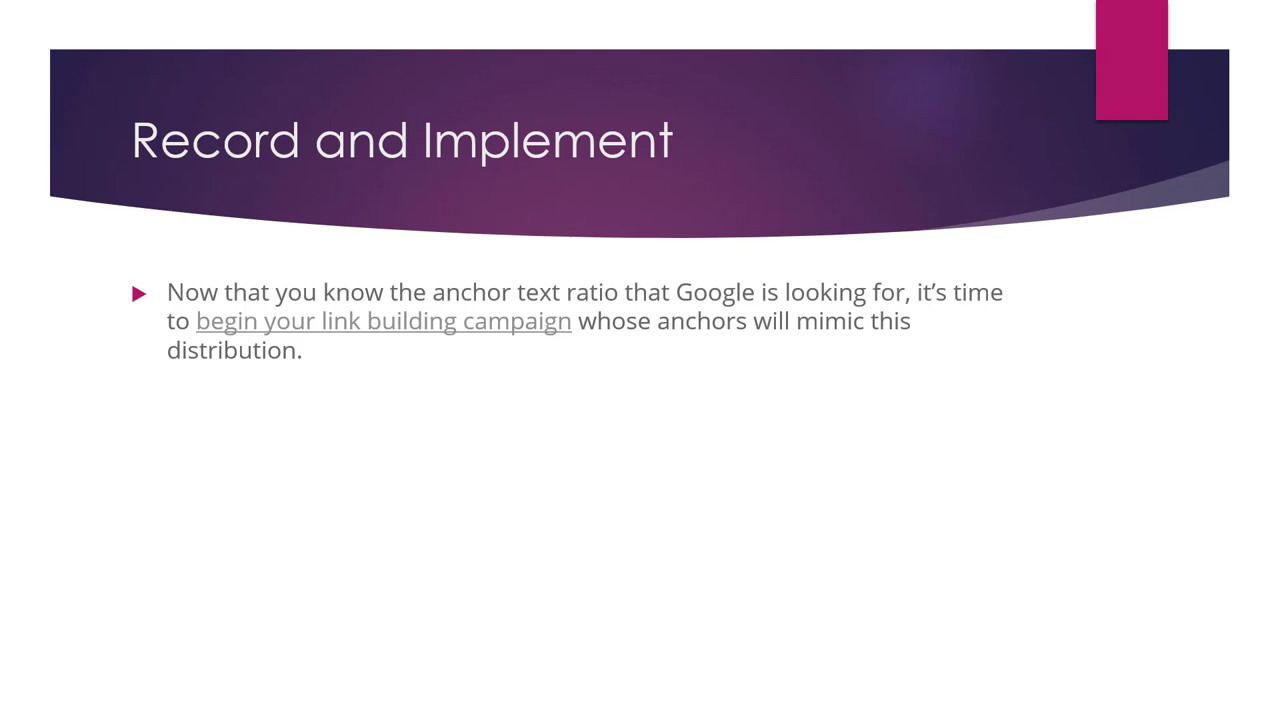 Record and Implement
Now that you know the anchor text ratio that Google is looking for, it’s time
to begin your link building campaign whose anchors will mimic this
distribution.